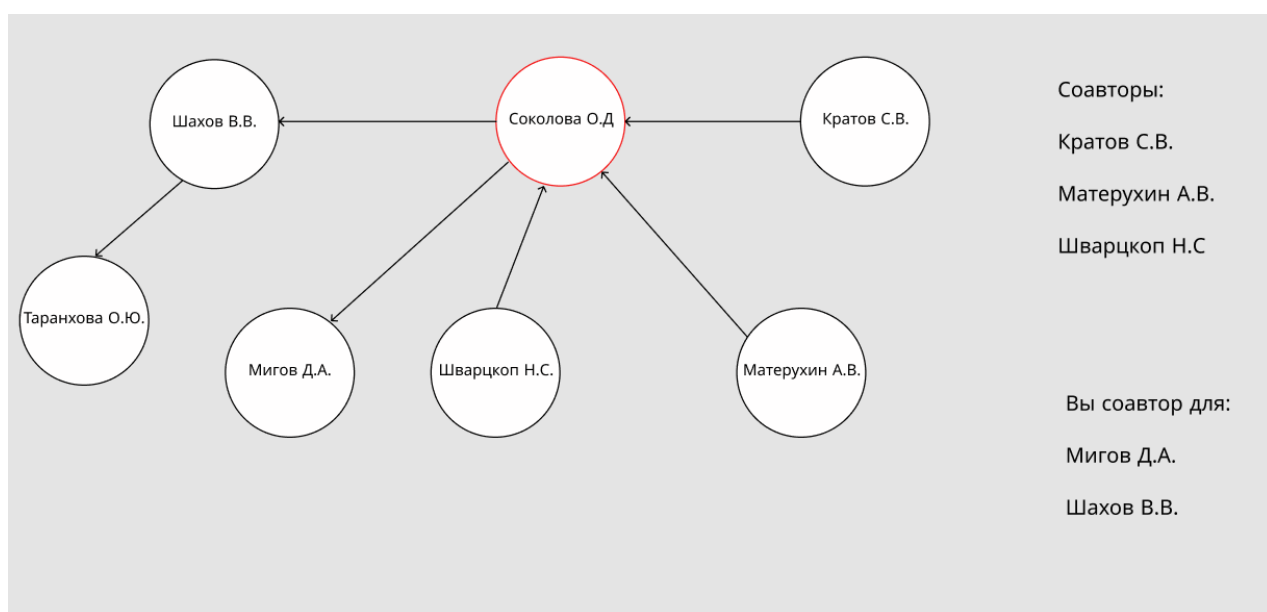 Шахов В.В.
Соколова О.Д
Кратов С.В.
Таранхова О.Ю.
Мигов Д.А.
Шварцкоп Н.С.
Матерухин А.В.
Соавторы:
Кратов С.В.
Матерухин А.В.
Шварцкоп Н.С
Вы соавтор для:
Мигов Д.А.
Шахов В.В.